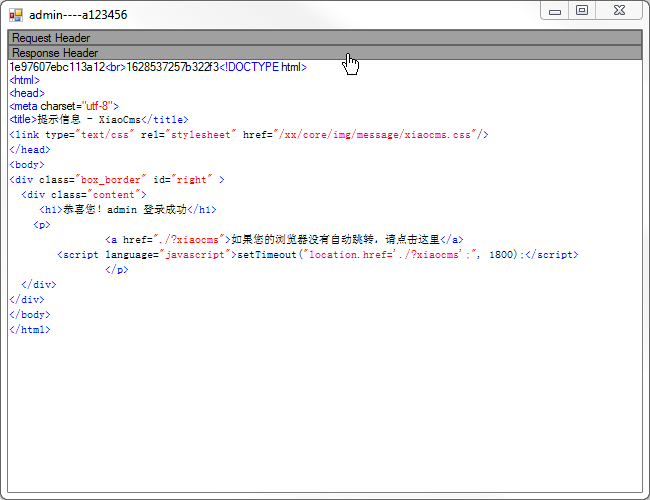 admin----a123456
Request Header
Response Header
1e97607ebc113a12<br>1628537257b322f3<!DOCTYPE html>
<html>
<head>
<meta charset="utf-8">
<title>提示信息 - XiaoCms</title>
<link type="text/css" rel="stylesheet" href="/xx/core/img/message/xiaocms.css"/>
</head>
<body>
<div class="box_border" id="right" >
<div class="content">
<h1>恭喜您！admin 登录成功</h1>
<p>
<a href="./?xiaocms">如果您的浏览器没有自动跳转，请点击这里</a>
<script language="javascript">setTimeout("location.href='./?xiaocms';", 1800);</script>
</p>
</div>
</div>
</body>
</html>